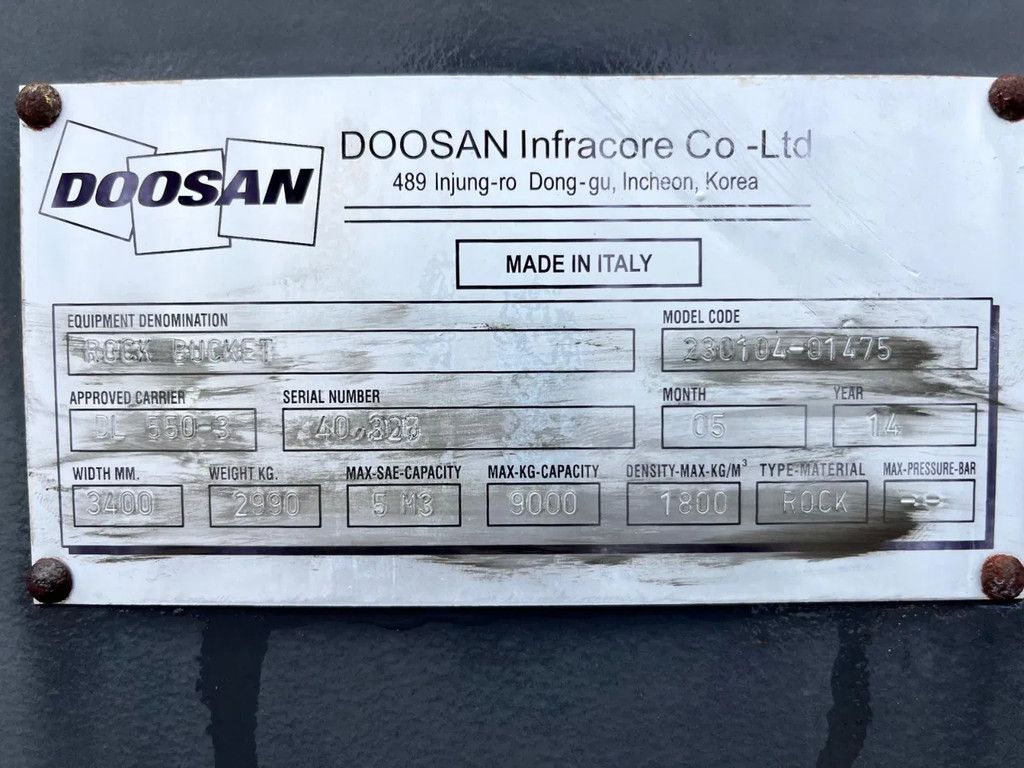 DOOSAN
DOOSAN Infracore Co -Ltd
489 Injung-ro Dong-gu, Incheon, Korea
MADE IN ITALY
EQUIPMENT DENOMINATION MODEL CODE
ROCK BUCKET 230104-01475
APPROVED CARRIER SERIAL NUMBER MONTH YEAR
DL 550-3 05 14
WIDTH MM. WEIGHT KG. MAX-SAE-CAPACITY MAX-KG-CAPACITY DENSITY-MAX-KG/M³ TYPE-MATERIAL MAX-PRESSURE-BAR
3400 2990 5 M3 9000 1800 ROCK --